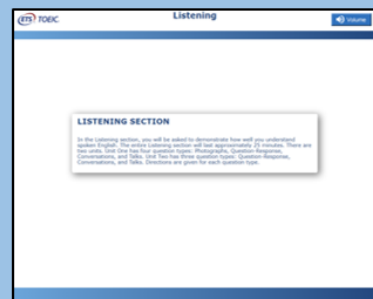 ETS TOEIC.
Listening
Volume
LISTENING SECTION
In the Listening section, you will be asked to demonstrate how well you understand
spoken English. The entire Listening section will last approximately 25 minutes. There are
two units. Unit One has four question types: Photographs, Question-Response,
Conversations, and Talks. Unit Two has three question types: Question-Response,
Conversations, and Talks. Directions are given for each question type.